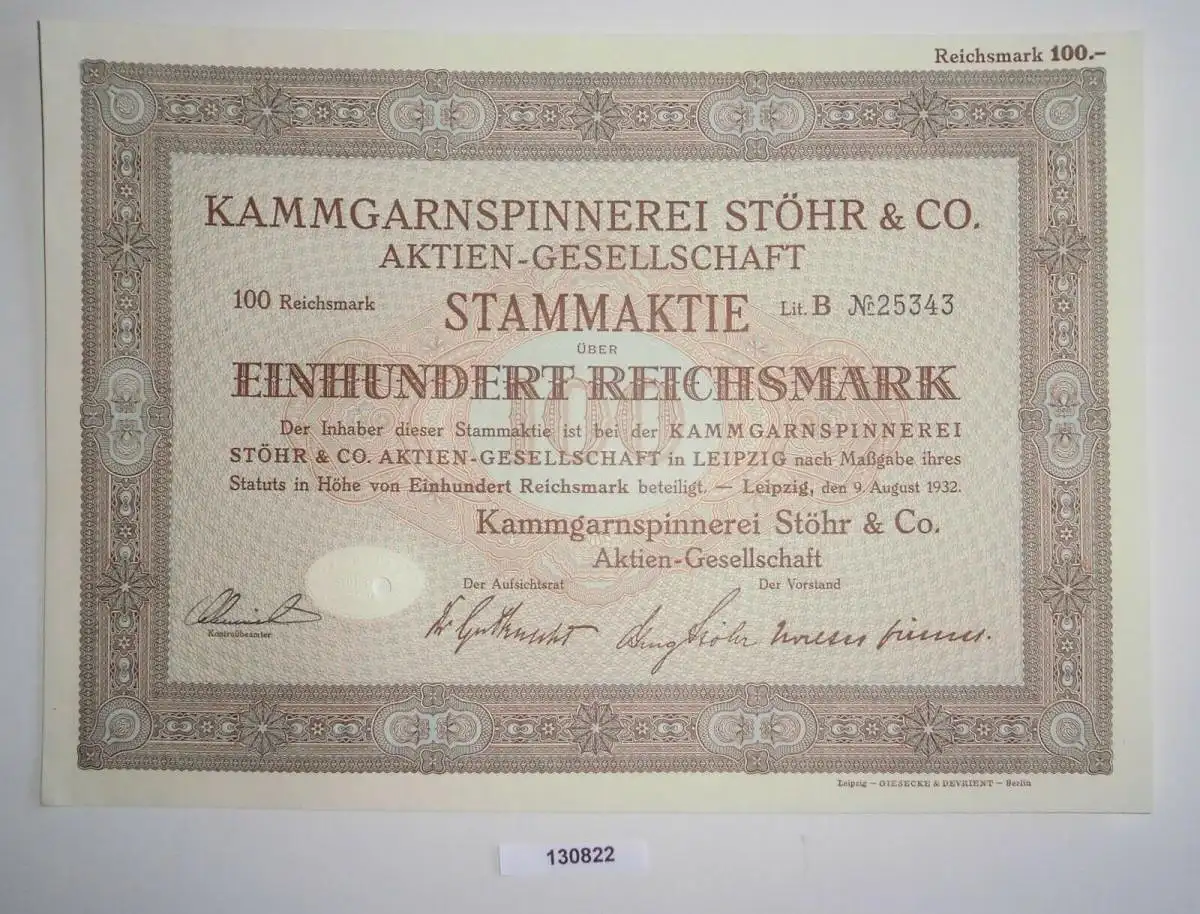 Reichsmark 100.–
KAMMGARNSPINNEREI STÖHR & CO.
AKTIEN-GESELLSCHAFT
100 Reichsmark STAMMAKTIE Lit. B № 25343
ÜBER
EINHUNDERT REICHSMARK
Der Inhaber dieser Stammaktie ist bei der KAMMGARNSPINNEREI
STÖHR & CO. AKTIEN-GESELLSCHAFT in LEIPZIG nach Maßgabe ihres
Statuts in Höhe von Einhundert Reichsmark beteiligt. — Leipzig, den 9. August 1932.
Kammgarnspinnerei Stöhr & Co.
Aktien-Gesellschaft
Der Aufsichtsrat Der Vorstand
Kontrollbeamter
Leipzig — GIESECKE & DEVRIENT — Berlin
130822